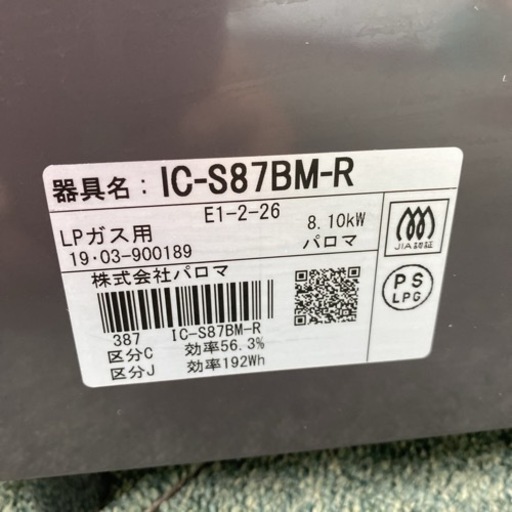 器具名：IC-S87BM-R
E1-2-26
LPガス用 8.10kW
19・03-900189 パロマ
JIA認証
株式会社パロマ
PS
LPG
387 IC-S87BM-R
区分C 効率56.3%
区分J 効率192Wh